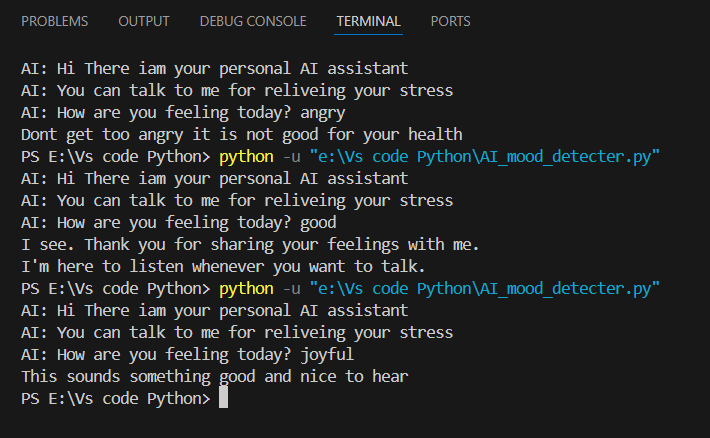 PROBLEMS OUTPUT DEBUG CONSOLE TERMINAL PORTS
AI: Hi There iam your personal AI assistant
AI: You can talk to me for reliveing your stress
AI: How are you feeling today? angry
Dont get too angry it is not good for your health
PS E:\Vs code Python> python -u "e:\Vs code Python\AI_mood_detecter.py"
AI: Hi There iam your personal AI assistant
AI: You can talk to me for reliveing your stress
AI: How are you feeling today? good
I see. Thank you for sharing your feelings with me.
I'm here to listen whenever you want to talk.
PS E:\Vs code Python> python -u "e:\Vs code Python\AI_mood_detecter.py"
AI: Hi There iam your personal AI assistant
AI: You can talk to me for reliveing your stress
AI: How are you feeling today? joyful
This sounds something good and nice to hear
PS E:\Vs code Python>